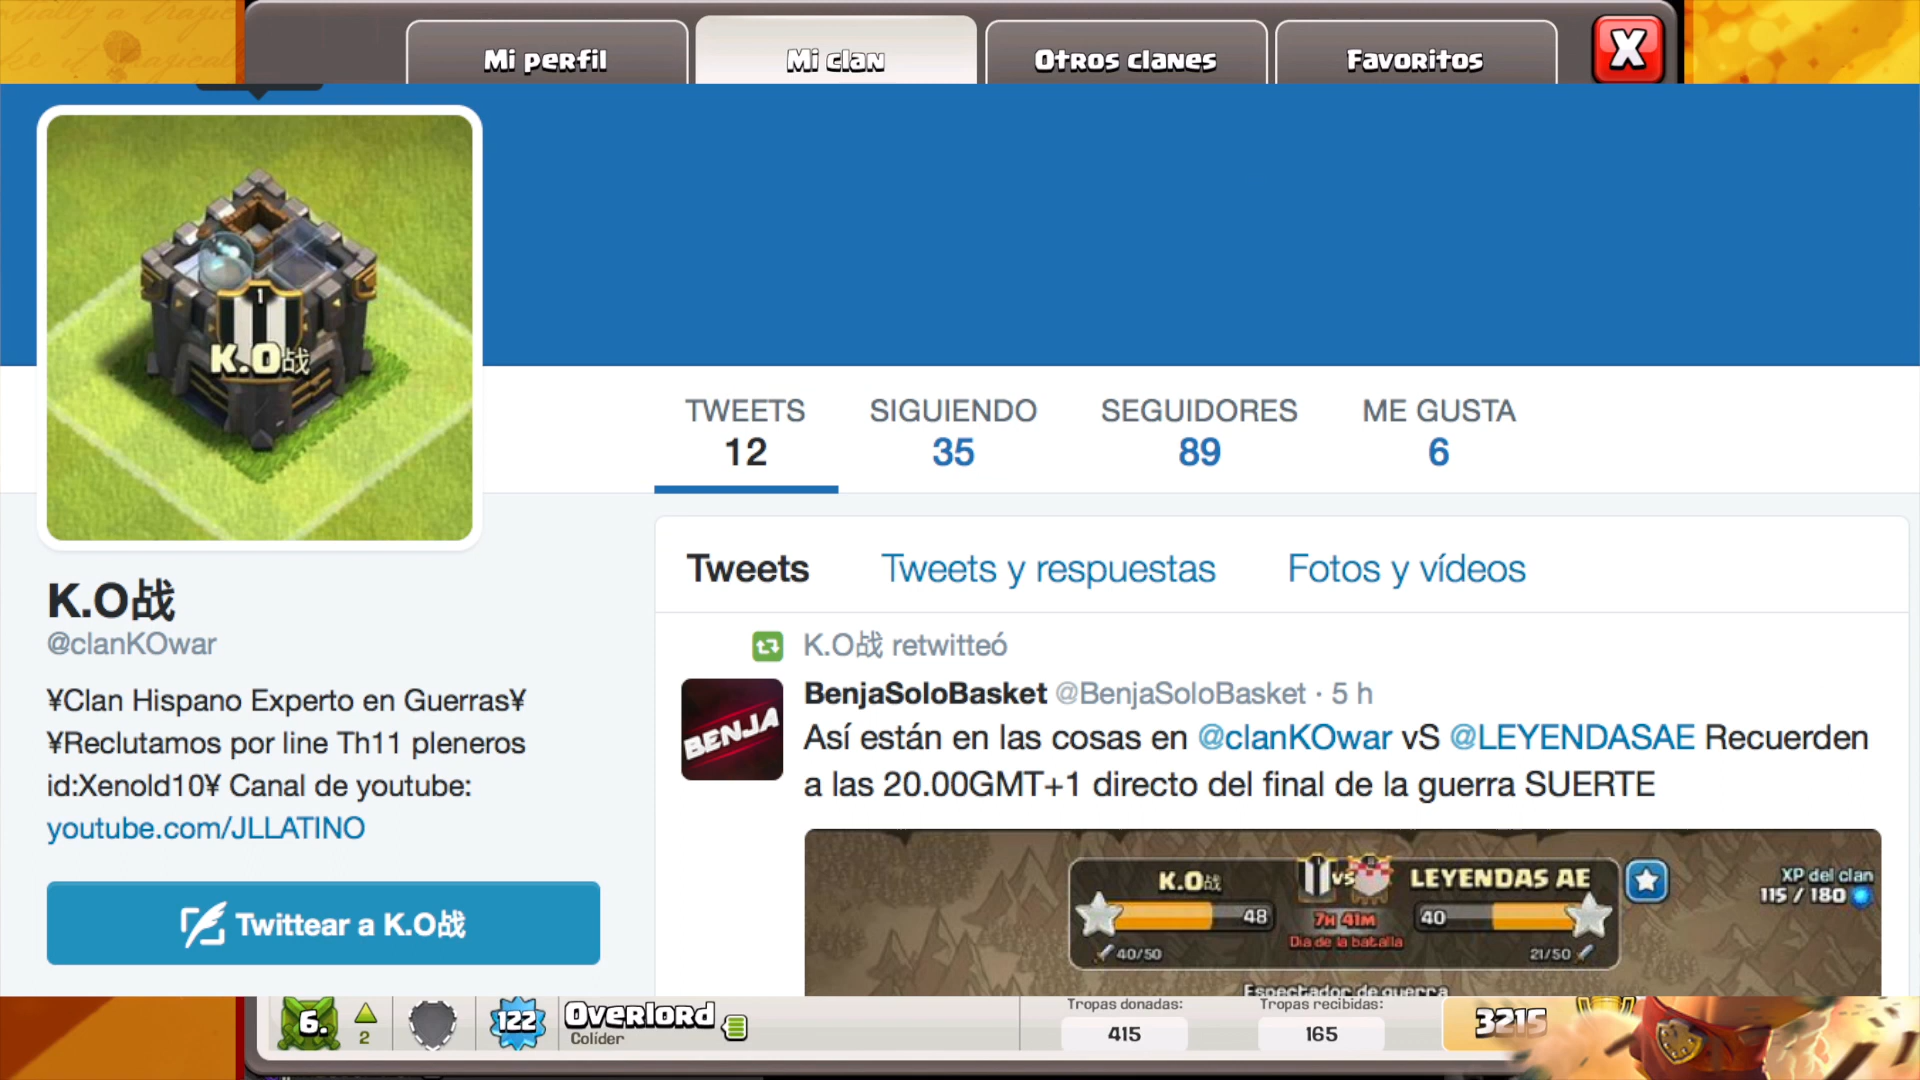 Mi perfil
Mi clan
Otros clanes
Favoritos
X
1
K.O战
TWEETS
12
SIGUIENDO
35
SEGUIDORES
89
ME GUSTA
6
K.O战
@clanKOwar
¥Clan Hispano Experto en Guerras¥
¥Reclutamos por line Th11 pleneros
id:Xenold10¥ Canal de youtube:
youtube.com/JLLATINO
Twittear a K.O战
Tweets
Tweets y respuestas
Fotos y vídeos
K.O战 retwitteó
BENJA
BenjaSoloBasket @BenjaSoloBasket · 5 h
Así están en las cosas en @clanKOwar vS @LEYENDASAE Recuerden
a las 20.00GMT+1 directo del final de la guerra SUERTE
K.O战
vs
LEYENDAS AE
48
7H 41M
40
Día de la batalla
40/50
21/50
XP del clan
115 / 180
Espectador de guerra
6.
2
122
Overlord
Colíder
Tropas donadas:
415
Tropas recibidas:
165
3215